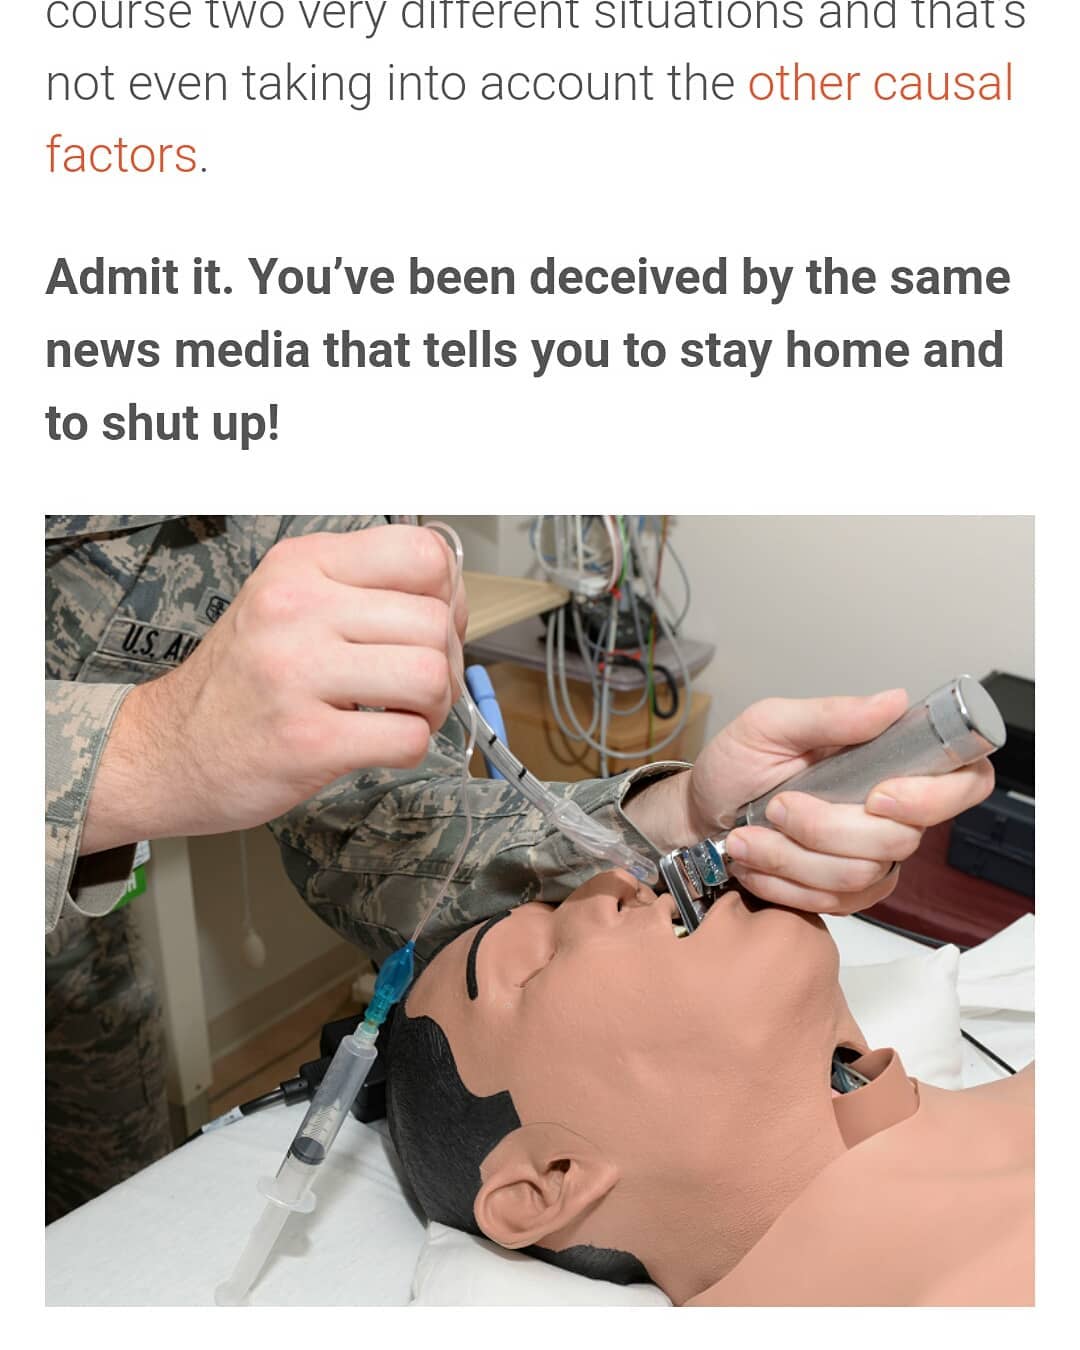 course two very different situations and that's
not even taking into account the other causal
factors.
Admit it. You’ve been deceived by the same
news media that tells you to stay home and
to shut up!
U.S. A